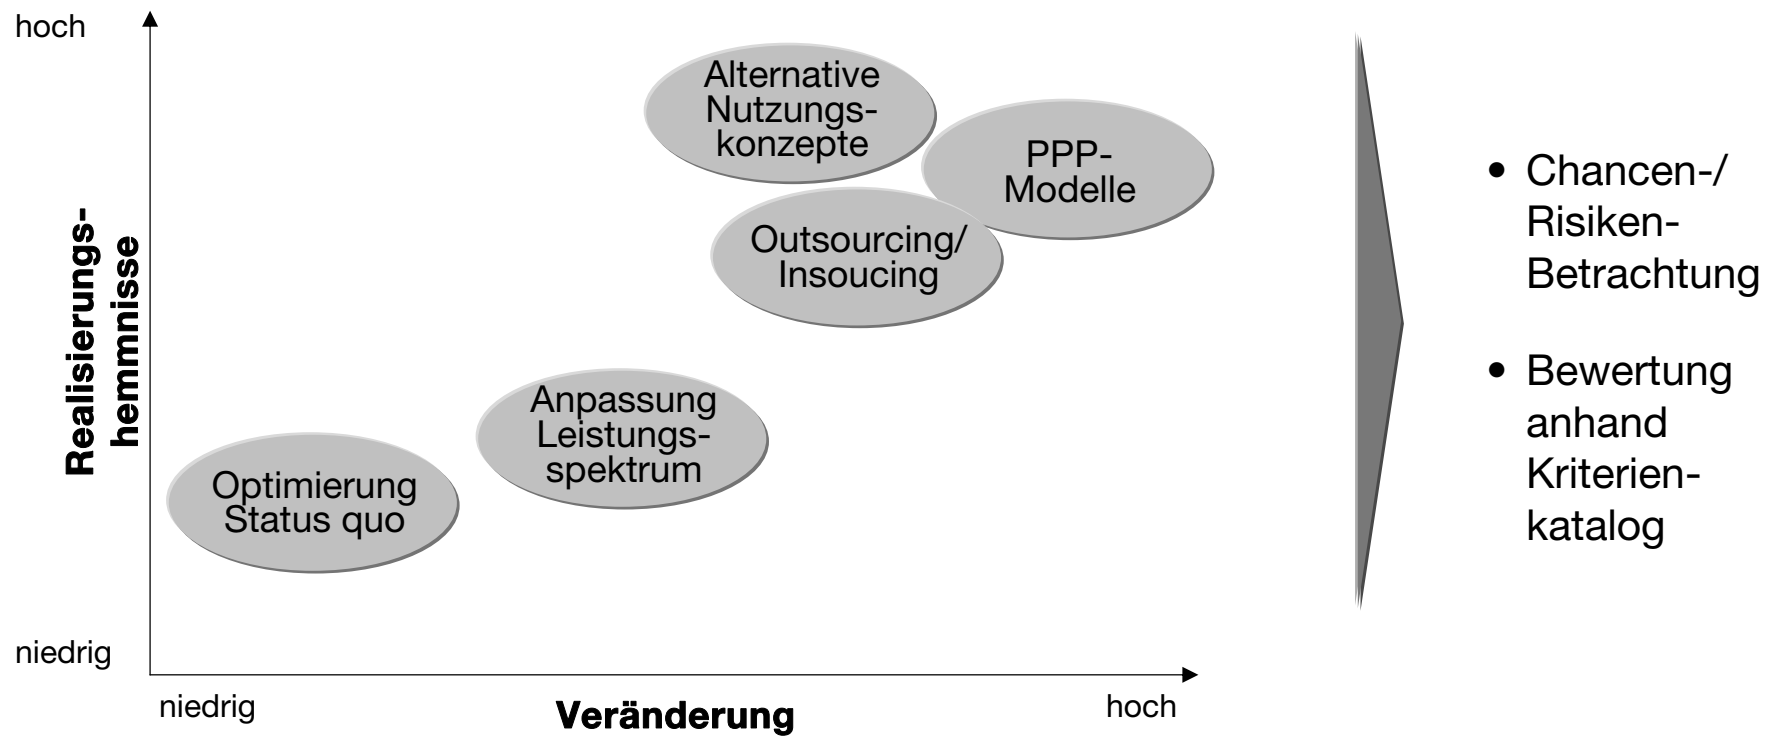 hoch
Alternative
Nutzungs-
konzepte
PPP-
Modelle
Outsourcing/
Insoucing
Realisierungs-
hemmnisse
Anpassung
Leistungs-
spektrum
Optimierung
Status quo
niedrig
niedrig
Veränderung
hoch
• Chancen-/
Risiken-
Betrachtung
• Bewertung
anhand
Kriterien-
katalog